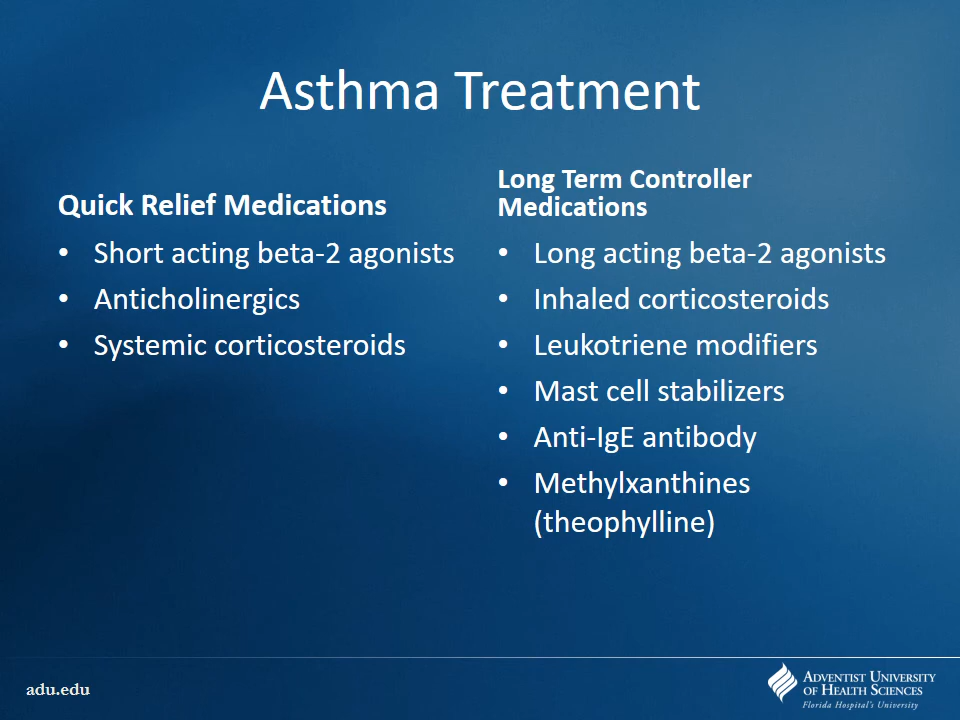 Asthma Treatment
Quick Relief Medications
• Short acting beta-2 agonists
• Anticholinergics
• Systemic corticosteroids
Long Term Controller
Medications
• Long acting beta-2 agonists
• Inhaled corticosteroids
• Leukotriene modifiers
• Mast cell stabilizers
• Anti-IgE antibody
• Methylxanthines
(theophylline)
adu.edu
ADVENTIST UNIVERSITY
OF HEALTH SCIENCES
Florida Hospital's University